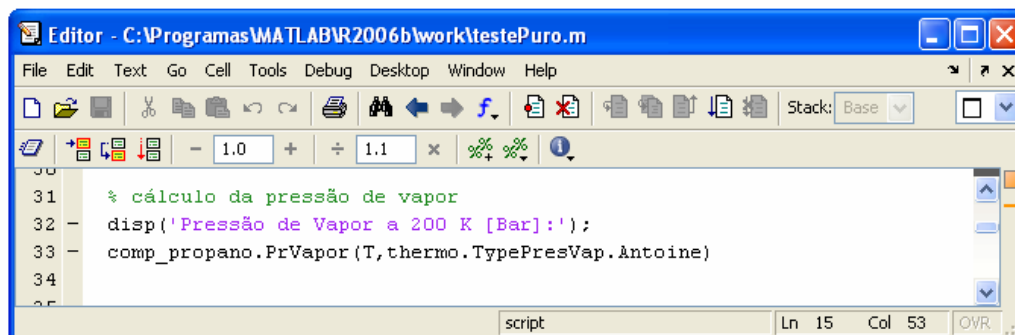 Editor - C:\Programas\MATLAB\R2006b\work\testePuro.m
File Edit Text Go Cell Tools Debug Desktop Window Help
Stack: Base
- 1.0 + ÷ 1.1 ×
30
31 % cálculo da pressão de vapor
32 - disp('Pressão de Vapor a 200 K [Bar]:');
33 - comp_propano.PrVapor(T,thermo.TypePresVap.Antoine)
34
35
script Ln 15 Col 53 OVR